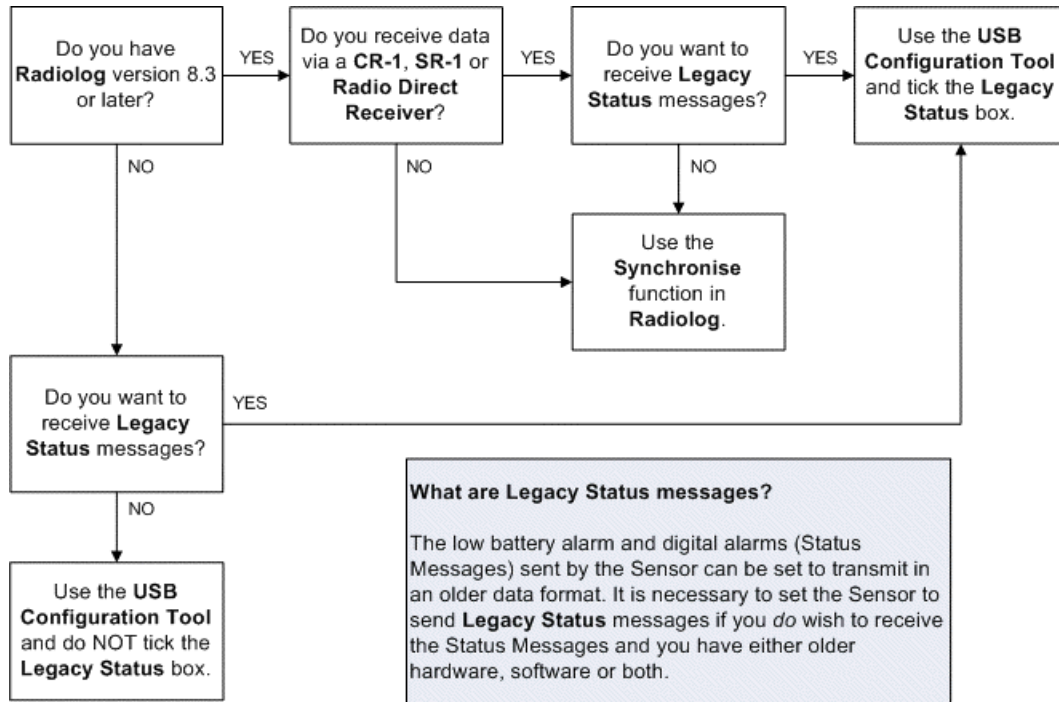 Do you have
Radiolog version 8.3
or later?
YES
Do you receive data
via a CR-1, SR-1 or
Radio Direct
Receiver?
YES
Do you want to
receive Legacy
Status messages?
YES
Use the USB
Configuration Tool
and tick the Legacy
Status box.
NO
NO
NO
Use the
Synchronise
function in
Radiolog.
Do you want to
receive Legacy
Status messages?
YES
NO
Use the USB
Configuration Tool
and do NOT tick the
Legacy Status box.
What are Legacy Status messages?
The low battery alarm and digital alarms (Status
Messages) sent by the Sensor can be set to transmit in
an older data format. It is necessary to set the Sensor to
send Legacy Status messages if you do wish to receive
the Status Messages and you have either older
hardware, software or both.